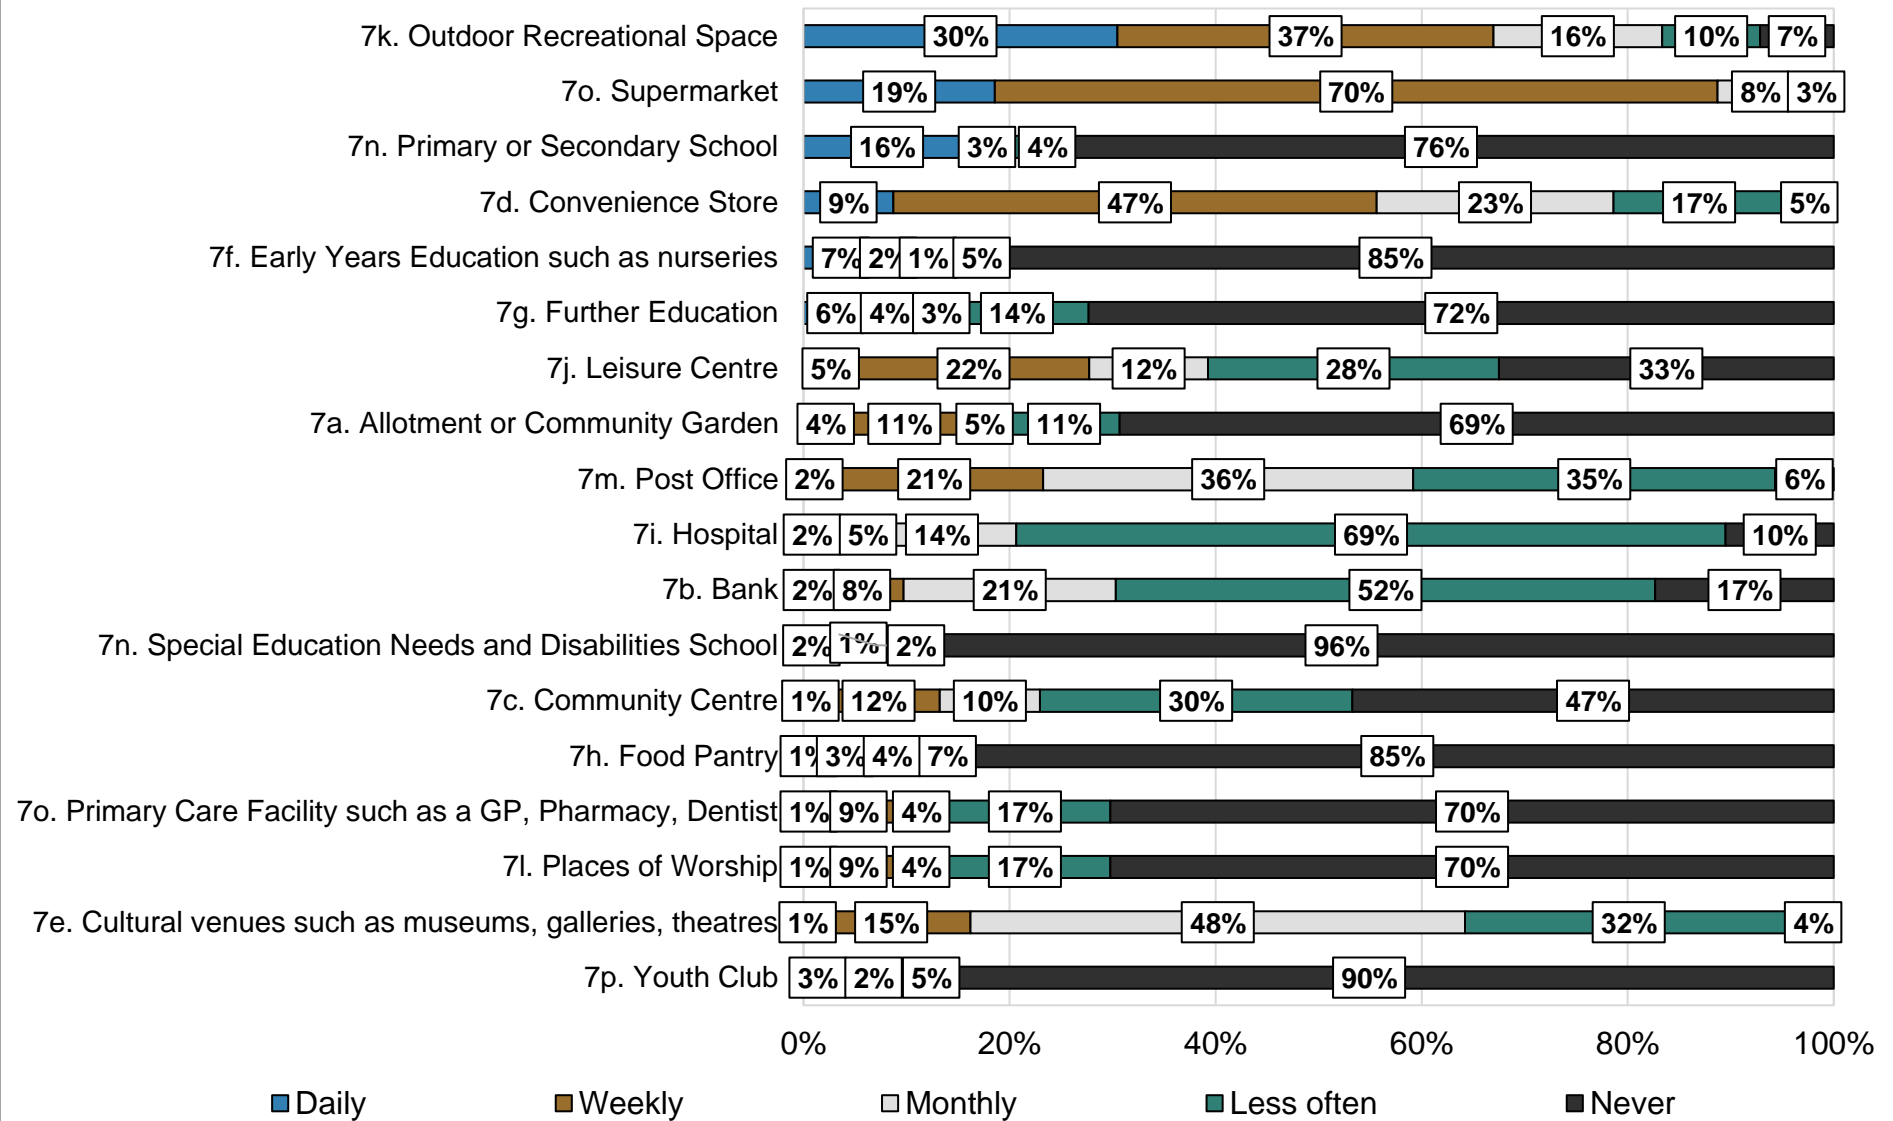 7k. Outdoor Recreational Space 30% 37% 16% 10% 7%
7o. Supermarket 19% 70% 8% 3%
7n. Primary or Secondary School 16% 3% 4% 76%
7d. Convenience Store 9% 47% 23% 17% 5%
7f. Early Years Education such as nurseries 7% 2% 1% 5% 85%
7g. Further Education 6% 4% 3% 14% 72%
7j. Leisure Centre 5% 22% 12% 28% 33%
7a. Allotment or Community Garden 4% 11% 5% 11% 69%
7m. Post Office 2% 21% 36% 35% 6%
7i. Hospital 2% 5% 14% 69% 10%
7b. Bank 2% 8% 21% 52% 17%
7n. Special Education Needs and Disabilities School 2% 1% 2% 96%
7c. Community Centre 1% 12% 10% 30% 47%
7h. Food Pantry 1% 3% 4% 7% 85%
7o. Primary Care Facility such as a GP, Pharmacy, Dentist 1% 9% 4% 17% 70%
7l. Places of Worship 1% 9% 4% 17% 70%
7e. Cultural venues such as museums, galleries, theatres 1% 15% 48% 32% 4%
7p. Youth Club 3% 2% 5% 90%
0% 20% 40% 60% 80% 100%
Daily Weekly Monthly Less often Never